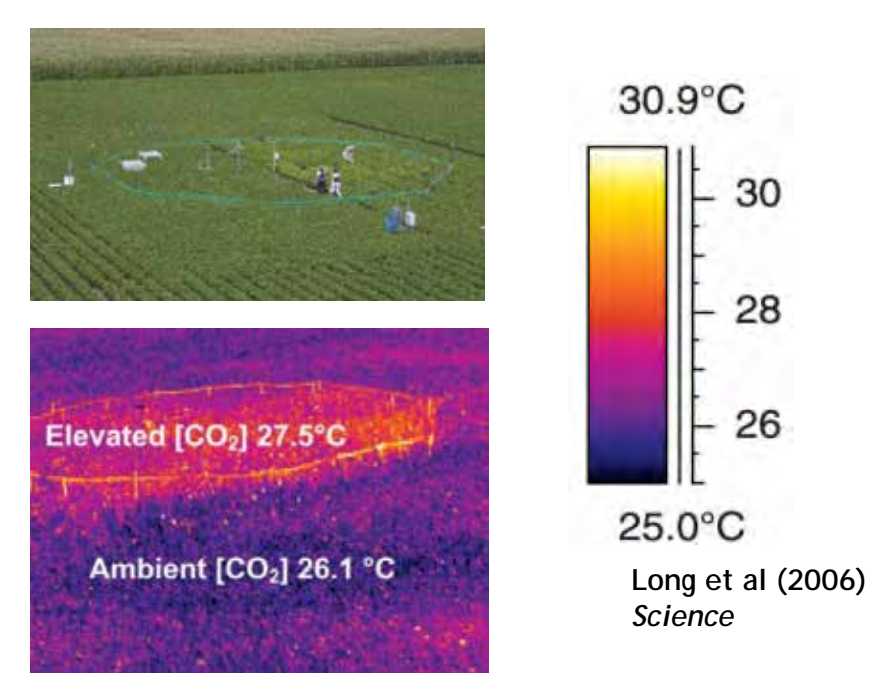 30.9°C
30
28
26
25.0°C
Elevated [CO₂] 27.5°C
Ambient [CO₂] 26.1 °C
Long et al (2006)
Science